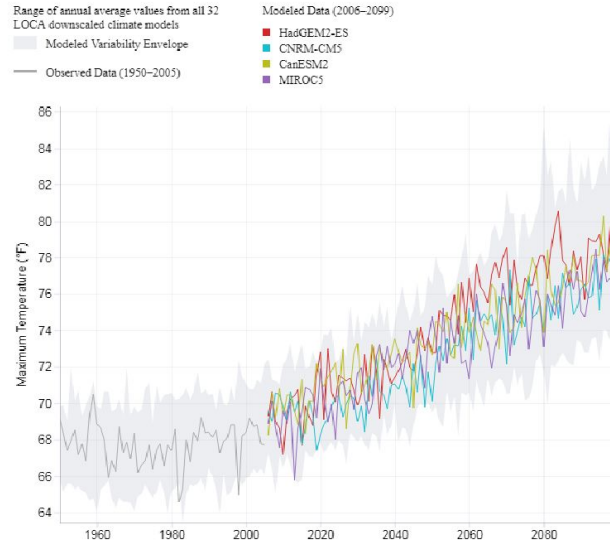 Range of annual average values from all 32
LOCA downscaled climate models
Modeled Variability Envelope
Observed Data (1950–2005)
Modeled Data (2006–2099)
HadGEM2-ES
CNRM-CM5
CanESM2
MIROC5
Maximum Temperature (°F)
86
84
82
80
78
76
74
72
70
68
66
64
1960
1980
2000
2020
2040
2060
2080